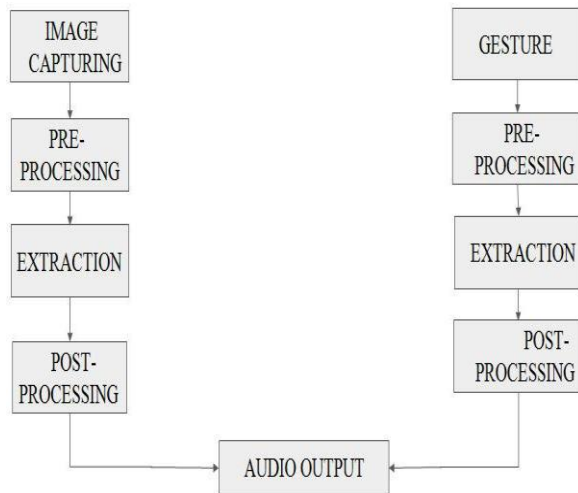 IMAGE
CAPTURING
PRE-
PROCESSING
EXTRACTION
POST-
PROCESSING
GESTURE
PRE-
PROCESSING
EXTRACTION
POST-
PROCESSING
AUDIO OUTPUT